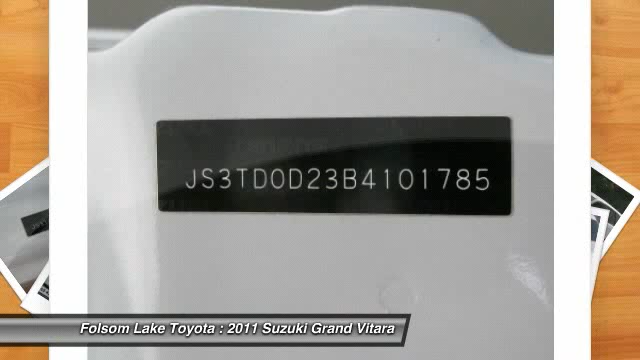 JS3TD0D23B4101785
Folsom Lake Toyota : 2011 Suzuki Grand Vitara